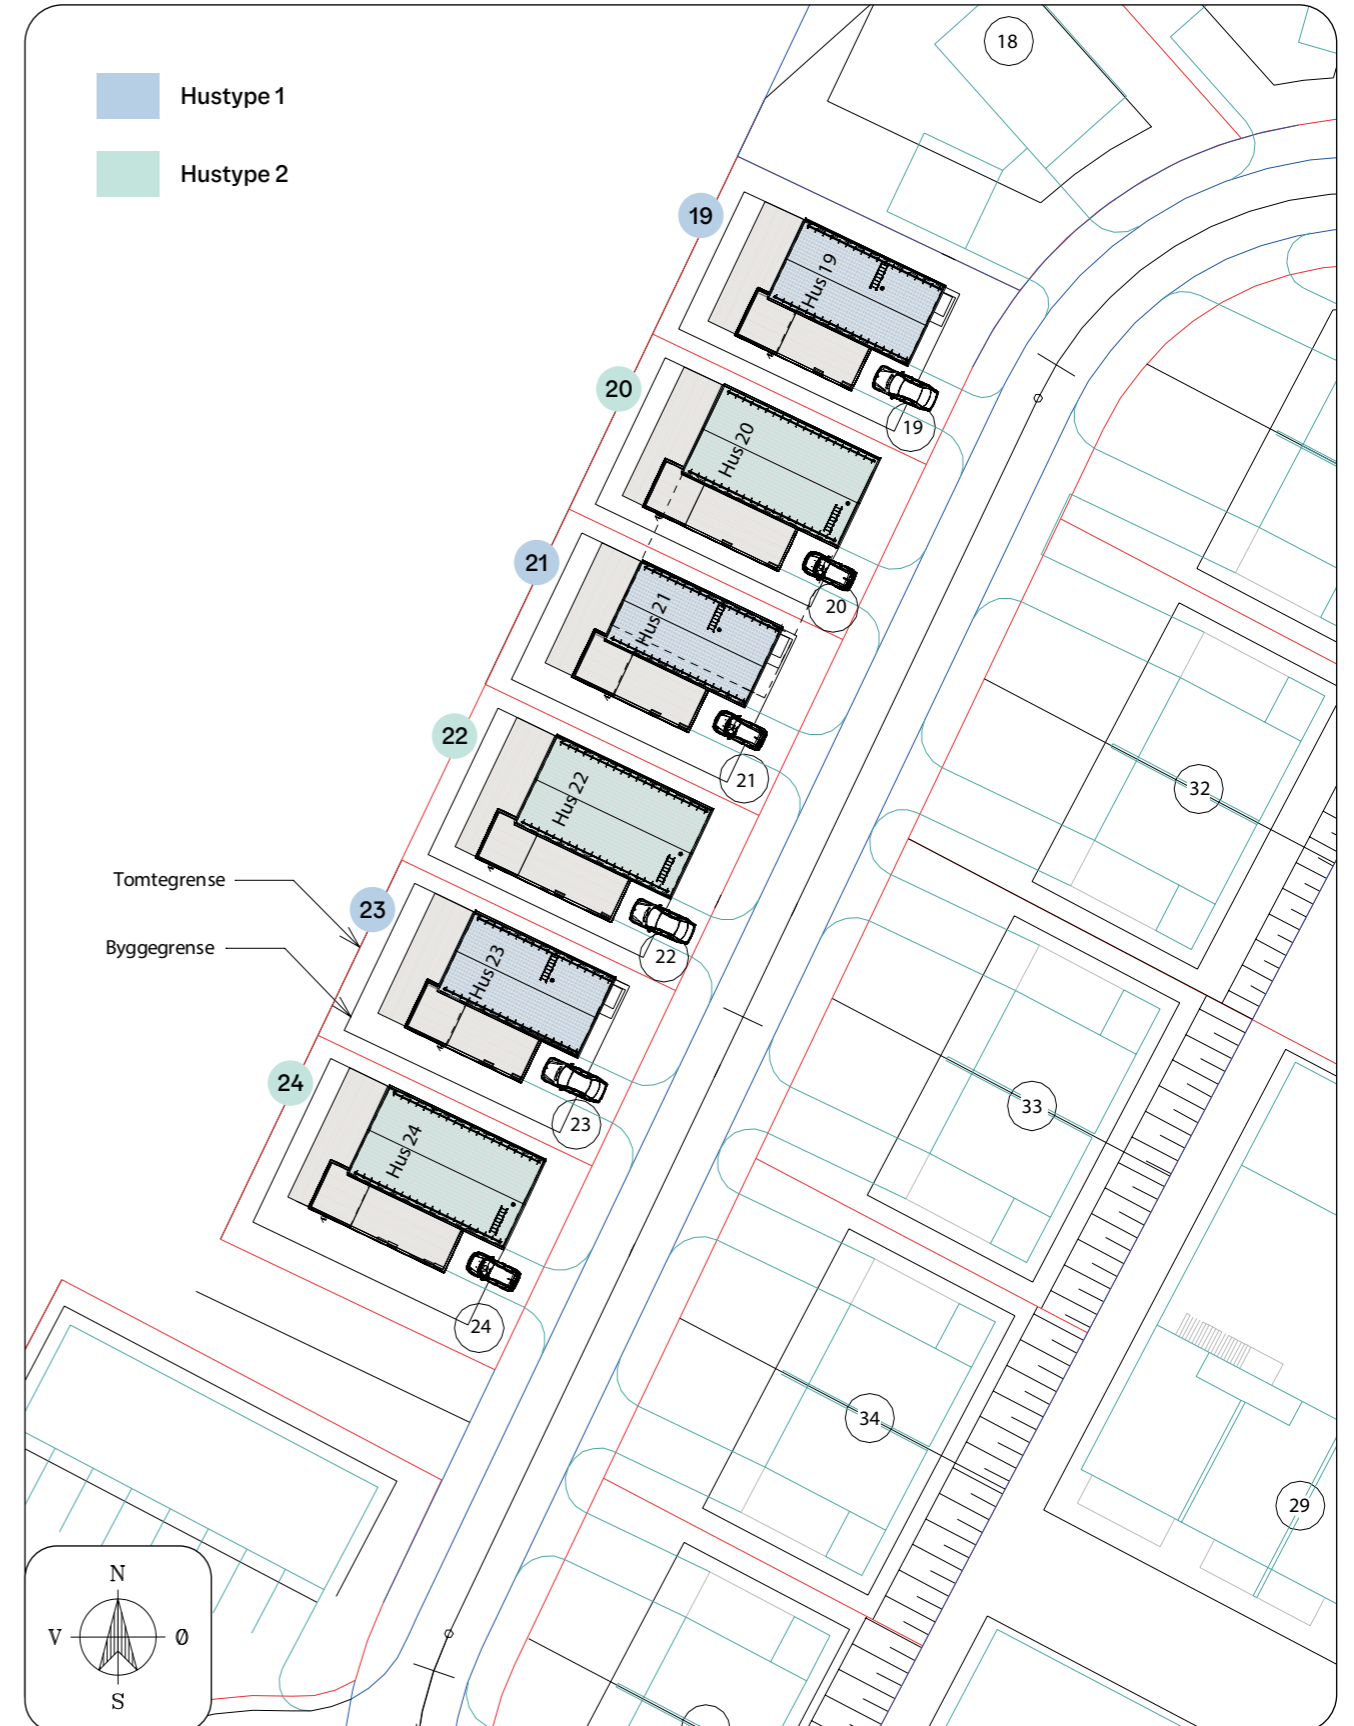 Hustype 1
Hustype 2
18
19
Hus 19
19
20
Hus 20
20
21
Hus 21
21
22
Hus 22
22
32
Tomtegrense
23
Byggegrense
Hus 23
23
33
24
Hus 24
24
34
29
N
V
Ø
S